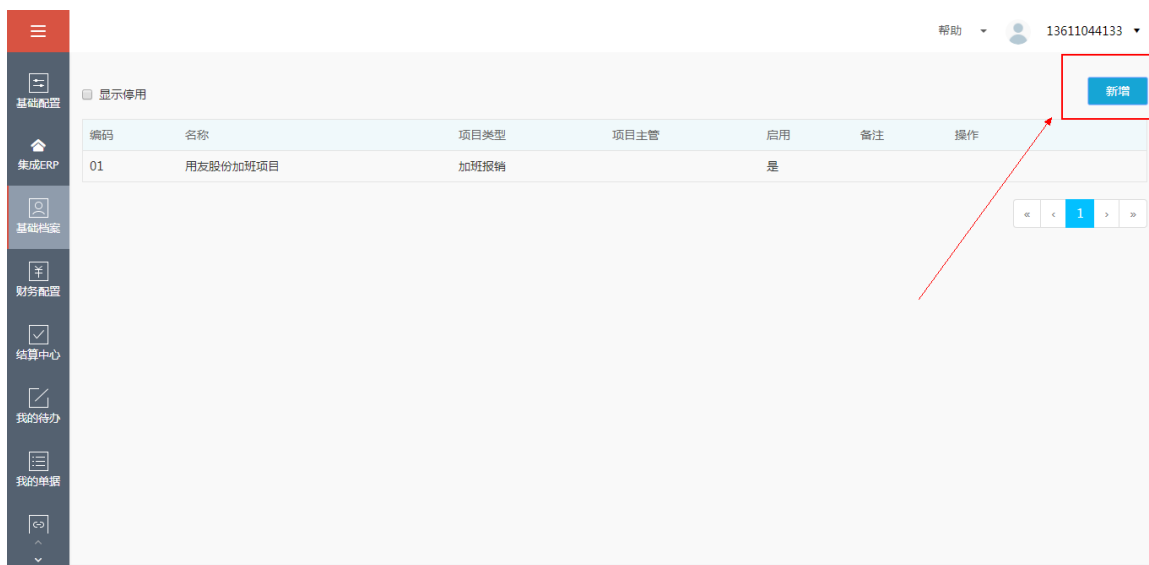 帮助 13611044133
基础配置
集成ERP
基础档案
财务配置
结算中心
我的待办
我的单据
显示停用
新增
编码 名称 项目类型 项目主管 启用 备注 操作
01 用友股份加班项目 加班报销 是
« ‹ 1 › »